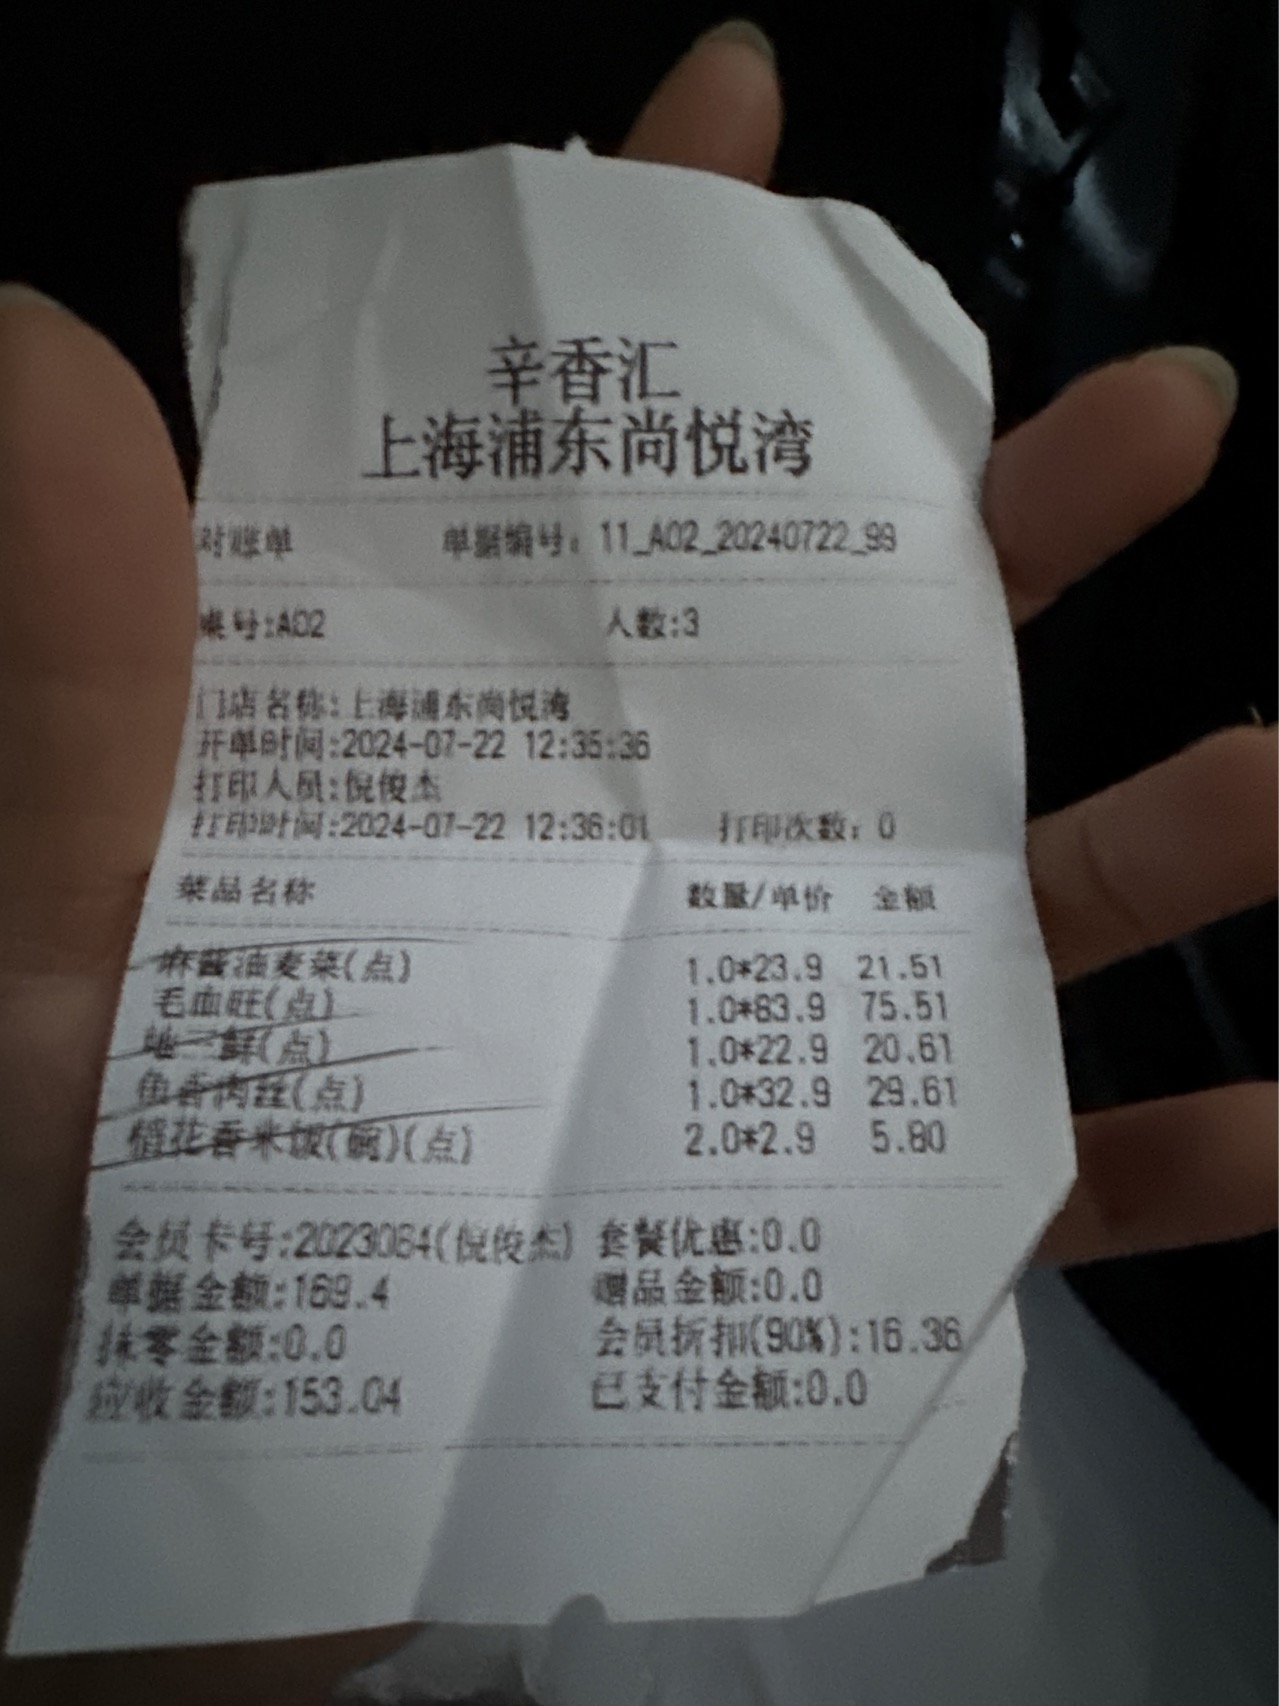 辛香汇
上海浦东尚悦湾
对账单 单据编号：11_A02_20240722_99
桌号:A02 人数:3
门店名称:上海浦东尚悦湾
开单时间:2024-07-22 12:35:36
打印人员:倪俊杰
打印时间:2024-07-22 12:36:01 打印次数：0
菜品名称 数量/单价 金额
麻酱油麦菜(点) 1.0*23.9 21.51
毛血旺(点) 1.0*83.9 75.51
地三鲜(点) 1.0*22.9 20.61
鱼香肉丝(点) 1.0*32.9 29.61
稻花香米饭(碗)(点) 2.0*2.9 5.80
会员卡号:2023064(倪俊杰) 套餐优惠:0.0
单据金额:169.4 赠品金额:0.0
抹零金额:0.0 会员折扣(90%):16.36
应收金额:153.04 已支付金额:0.0